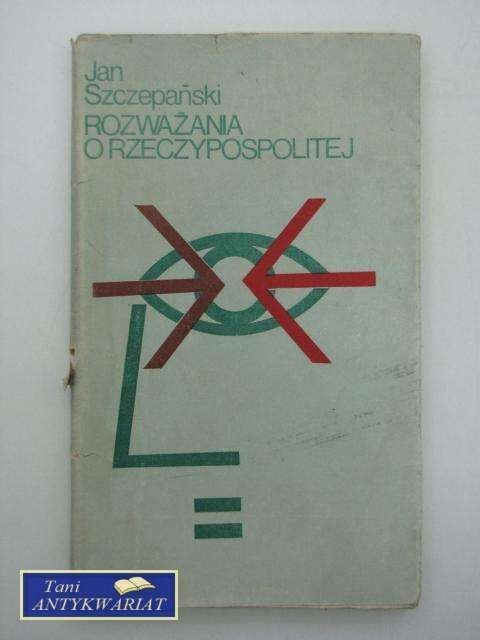 Jan
Szczepański
ROZWAŻANIA
O RZECZYPOSPOLITEJ
Tani
ANTYKWARIAT